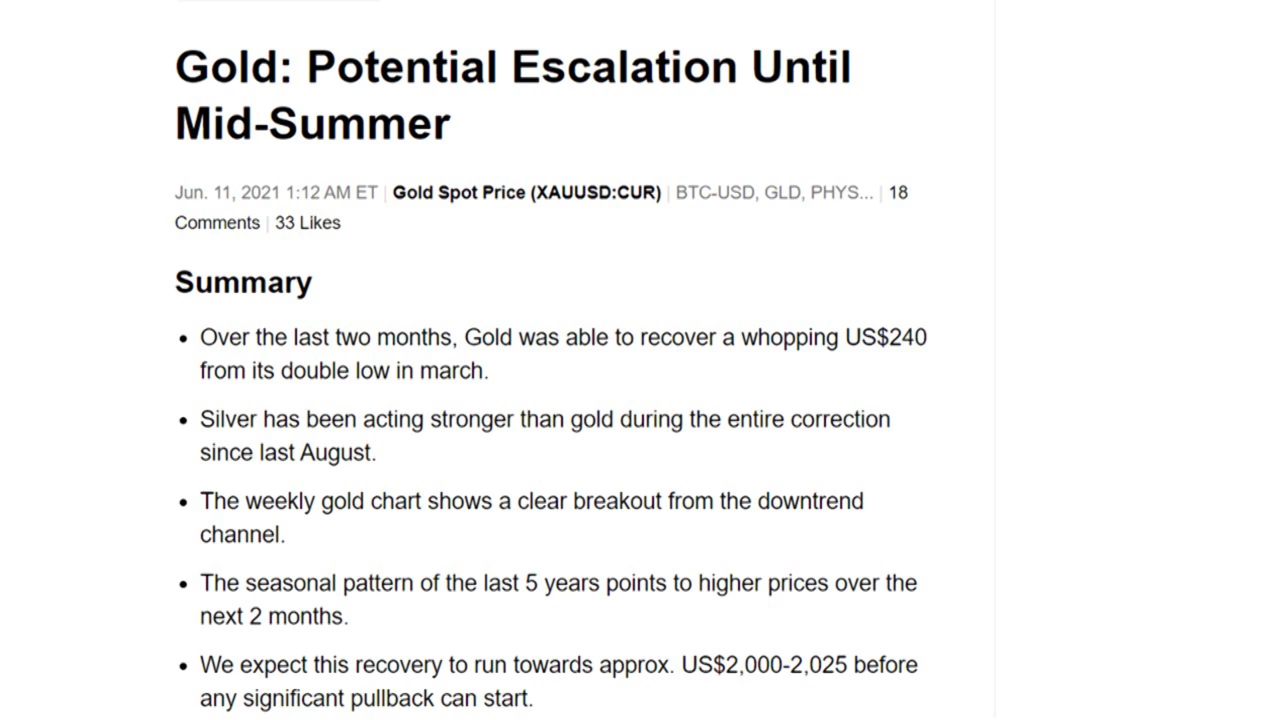 Gold: Potential Escalation Until
Mid-Summer
Jun. 11, 2021 1:12 AM ET | Gold Spot Price (XAUUSD:CUR) | BTC-USD, GLD, PHYS... | 18
Comments | 33 Likes
Summary
• Over the last two months, Gold was able to recover a whopping US$240
from its double low in march.
• Silver has been acting stronger than gold during the entire correction
since last August.
• The weekly gold chart shows a clear breakout from the downtrend
channel.
• The seasonal pattern of the last 5 years points to higher prices over the
next 2 months.
• We expect this recovery to run towards approx. US$2,000-2,025 before
any significant pullback can start.